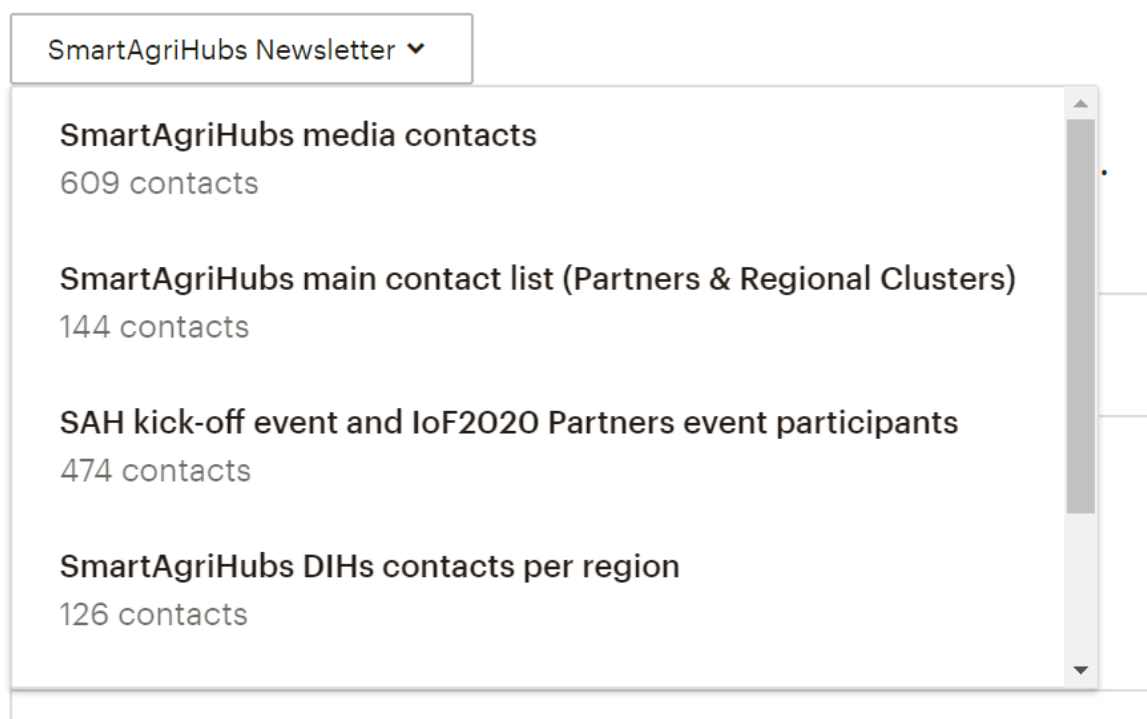 SmartAgriHubs Newsletter
SmartAgriHubs media contacts
609 contacts
SmartAgriHubs main contact list (Partners & Regional Clusters)
144 contacts
SAH kick-off event and IoF2020 Partners event participants
474 contacts
SmartAgriHubs DIHs contacts per region
126 contacts